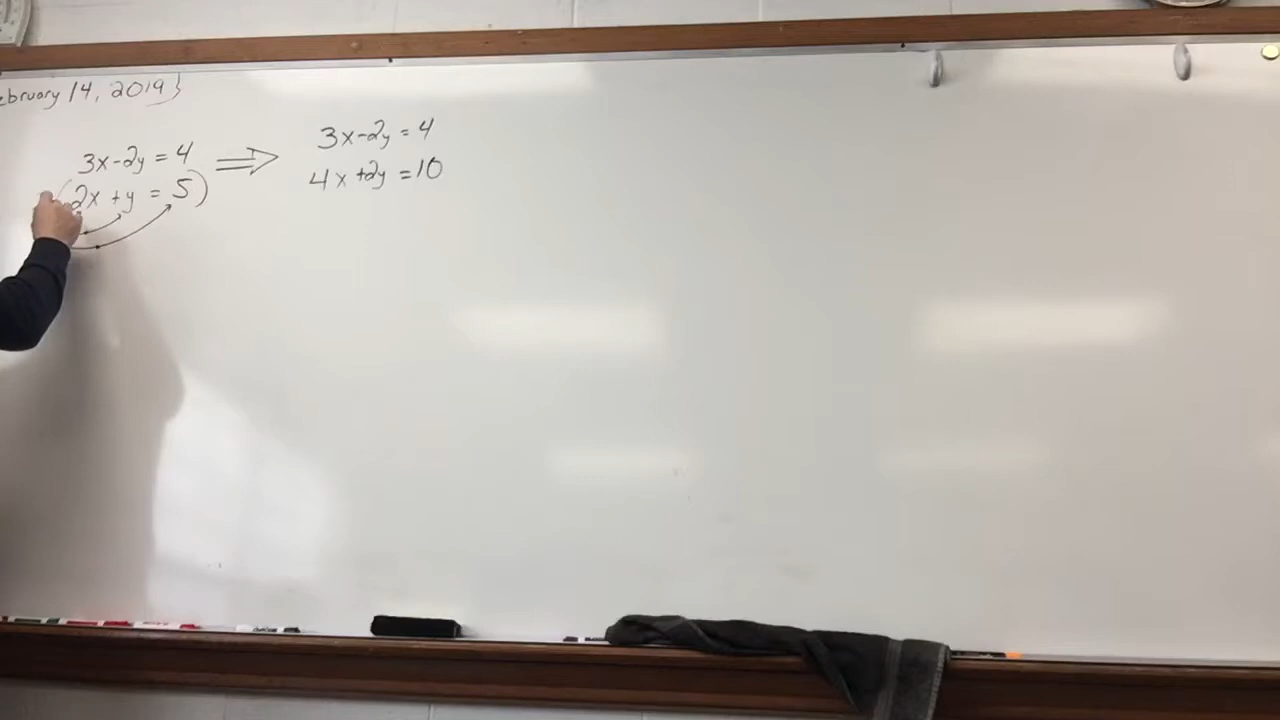 ebruary 14, 2019}
3x-2y = 4
(2x + y = 5)
3x-2y = 4
4x +2y = 10